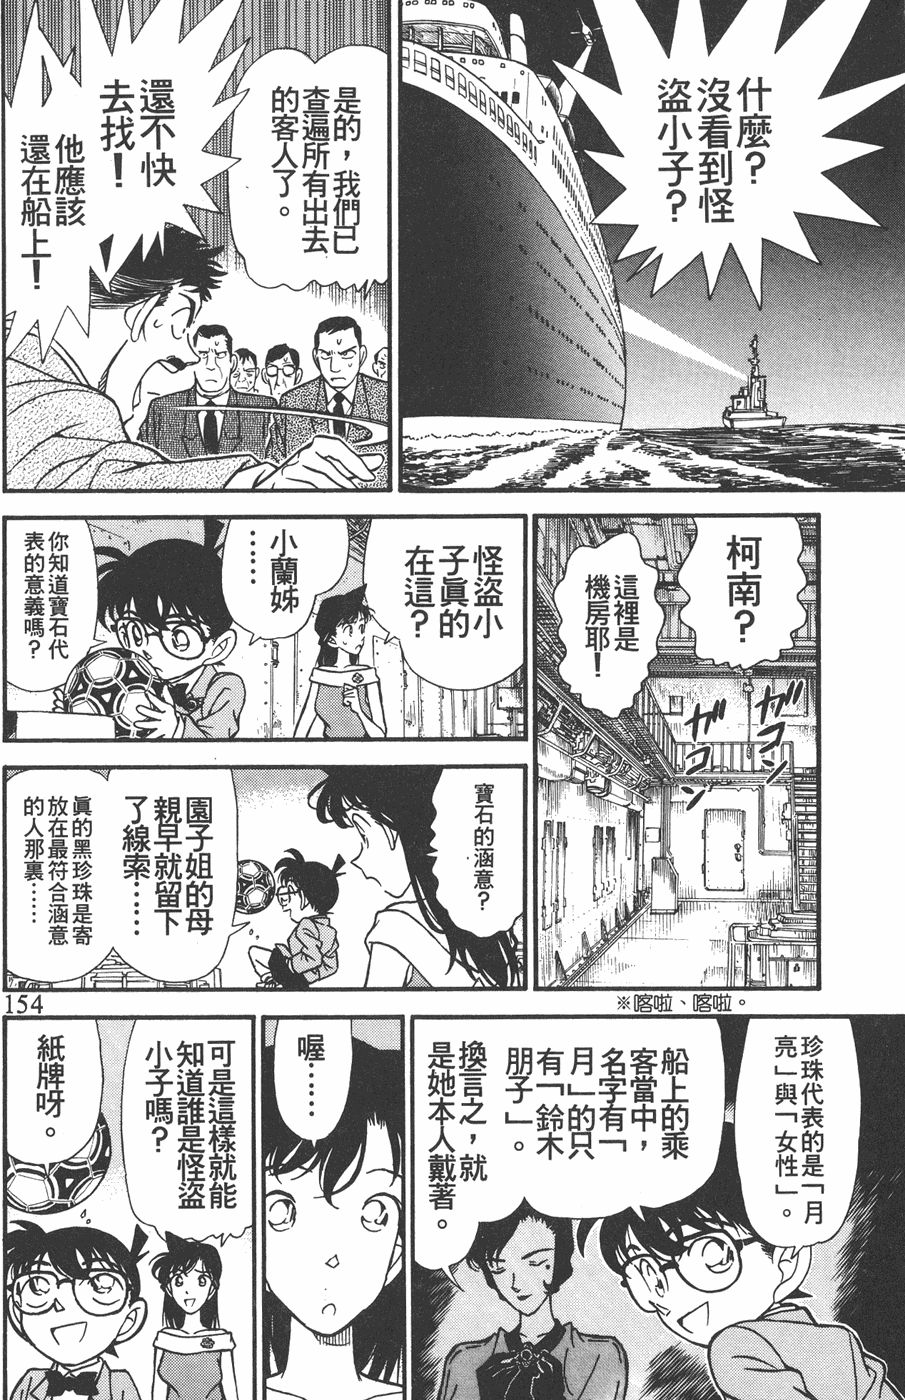 什麼？
沒看到怪
盜小子？
是的，我們已
查遍所有出去
的客人了。
還不快
去找！
他應該
還在船上！
柯南？
這裡是
機房耶！
ガコン
ガコン
※喀啦、喀啦。
怪盜小
子真的
在這？
小蘭姊
……
你知道寶石代
表的意義嗎？
寶石的涵意？
園子姐的母
親早就留下
了線索……
真的黑珍珠是寄
放在最符合涵意
的人那裏……
154
珍珠代表的是「月
亮」與「女性」。
船上的乘
客當中，
名字有「
月」的只
有「鈴木
朋子」。
換言之，就
是她本人戴著。
喔……
可是這樣就能
知道誰是怪盜
小子嗎？
紙牌呀。